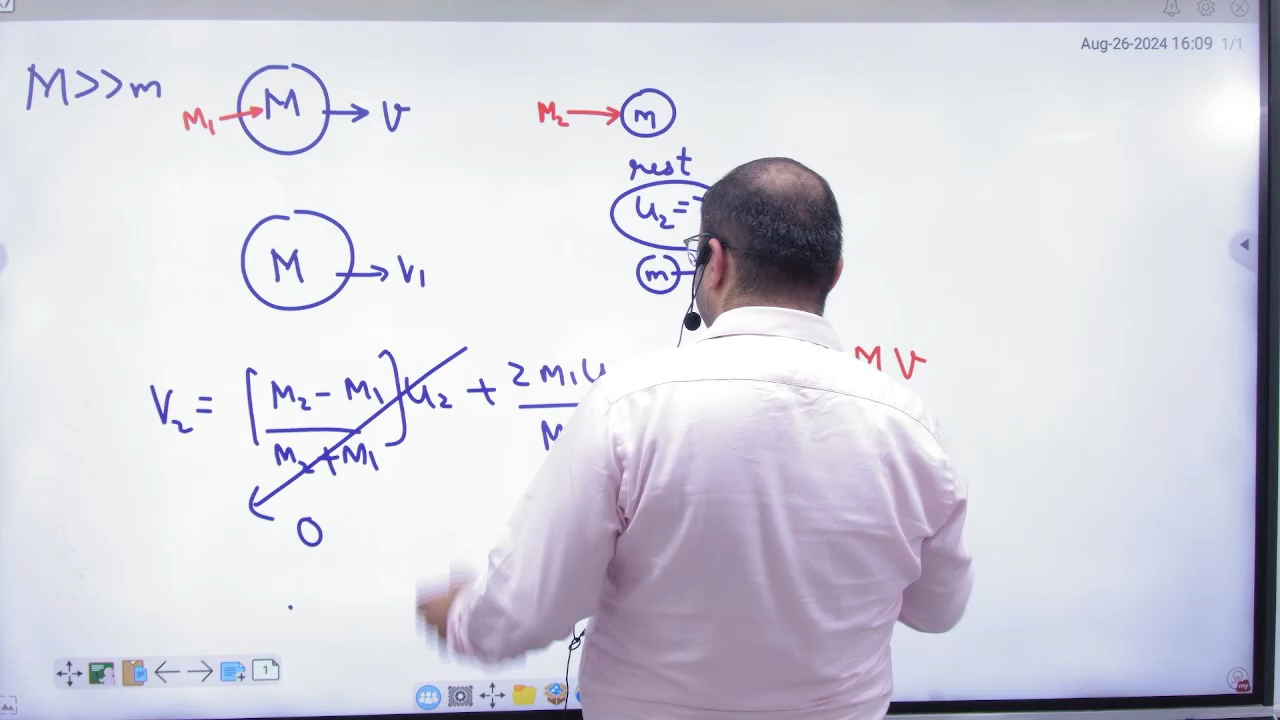 Aug-26-2024 16:09 1/1
M>>m
M₁ M V
M₂ m
rest
U₂=
M V₁
m
V₂ = [M₂ - M₁ / M₂ + M₁] U₂ + 2 M₁ U
M
M V
0
1